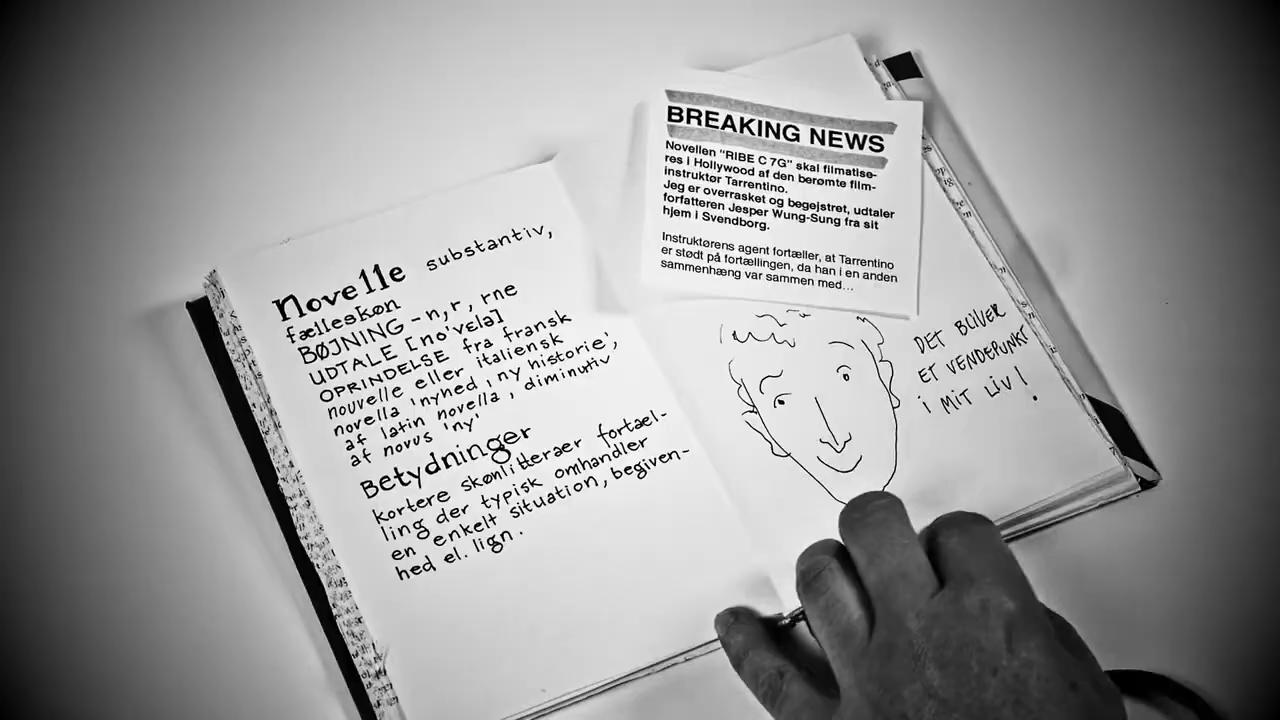 Novelle substantiv,
fælleskøn
BØJNING -n, r, rne
UDTALE [no'vεlə]
OPRINDELSE fra fransk
nouvelle eller italiensk
novella 'nyhed, ny historie',
af latin novella, diminutiv
af novus 'ny'
Betydninger
kortere skønlitteraer fortæl-
ling der typisk omhandler
en enkelt situation, begiven-
hed el. lign.
BREAKING NEWS
Novellen "RIBE C 7G" skal filmatise-
res i Hollywood af den berømte film-
instruktør Tarrentino.
Jeg er overrasket og begejstret, udtaler
forfatteren Jesper Wung-Sung fra sit
hjem i Svendborg.
Instruktørens agent fortæller, at Tarrentino
er stødt på fortællingen, da han i en anden
sammenhæng var sammen med...
DET BLIVER
ET VENDEPUNKT
i MIT LIV!